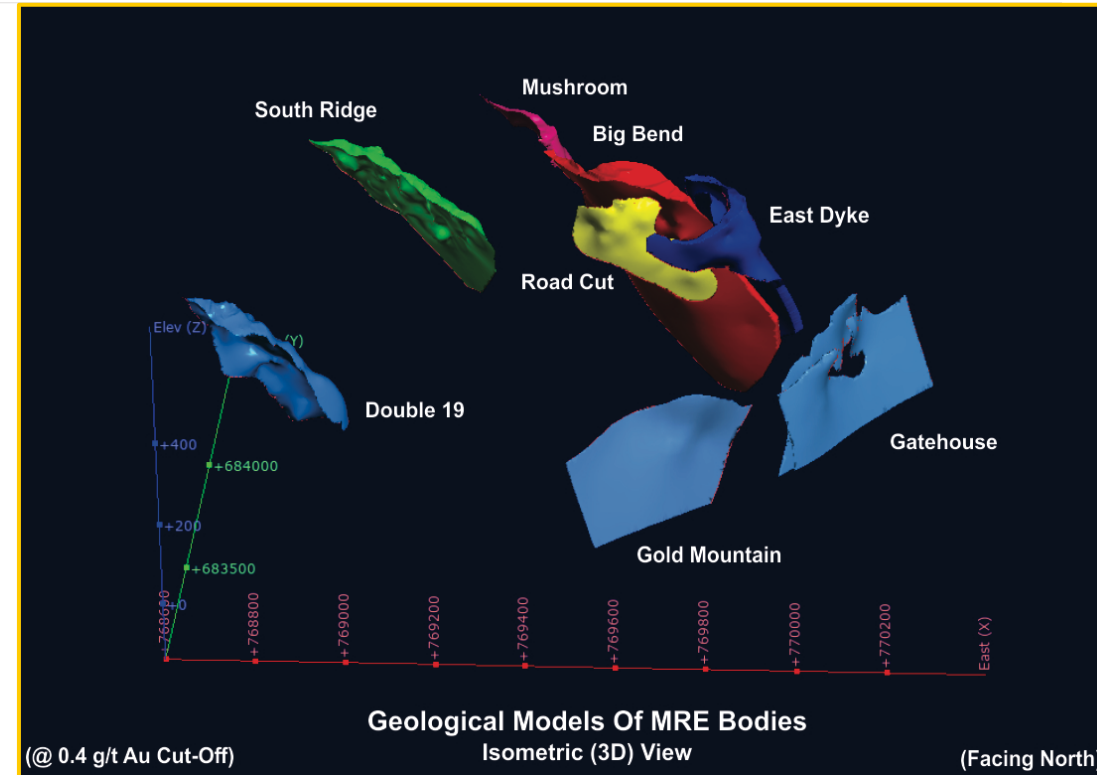 Mushroom
South Ridge
Big Bend
East Dyke
Road Cut
Elev (Z)
(Y)
Double 19
Gatehouse
+400
+684000
+200
Gold Mountain
+683500
+0
+768600
+768800
+769000
+769200
+769400
+769600
+769800
+770000
+770200
East (X)
Geological Models Of MRE Bodies
(@ 0.4 g/t Au Cut-Off)
Isometric (3D) View
(Facing North)